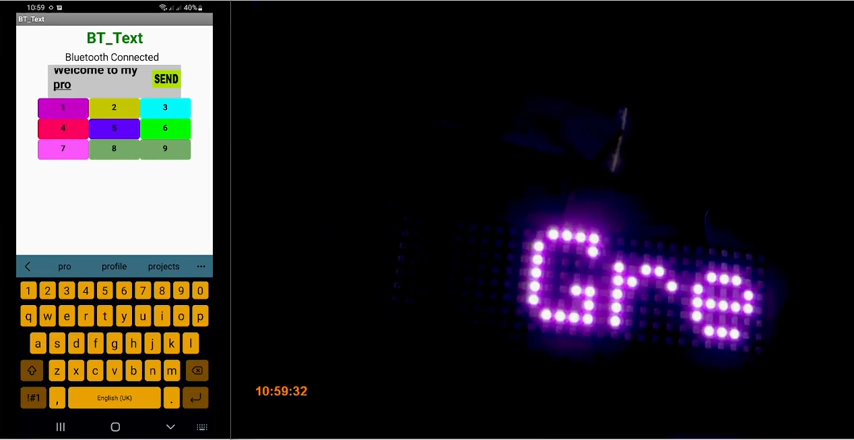 10:59
40%
BT_Text
BT_Text
Bluetooth Connected
Welcome to my
pro
SEND
1 2 3
4 5 6
7 8 9
pro profile projects
1 2 3 4 5 6 7 8 9 0
q w e r t y u i o p
a s d f g h j k l
z x c v b n m
!#1 , English (UK) .
Gre
10:59:32